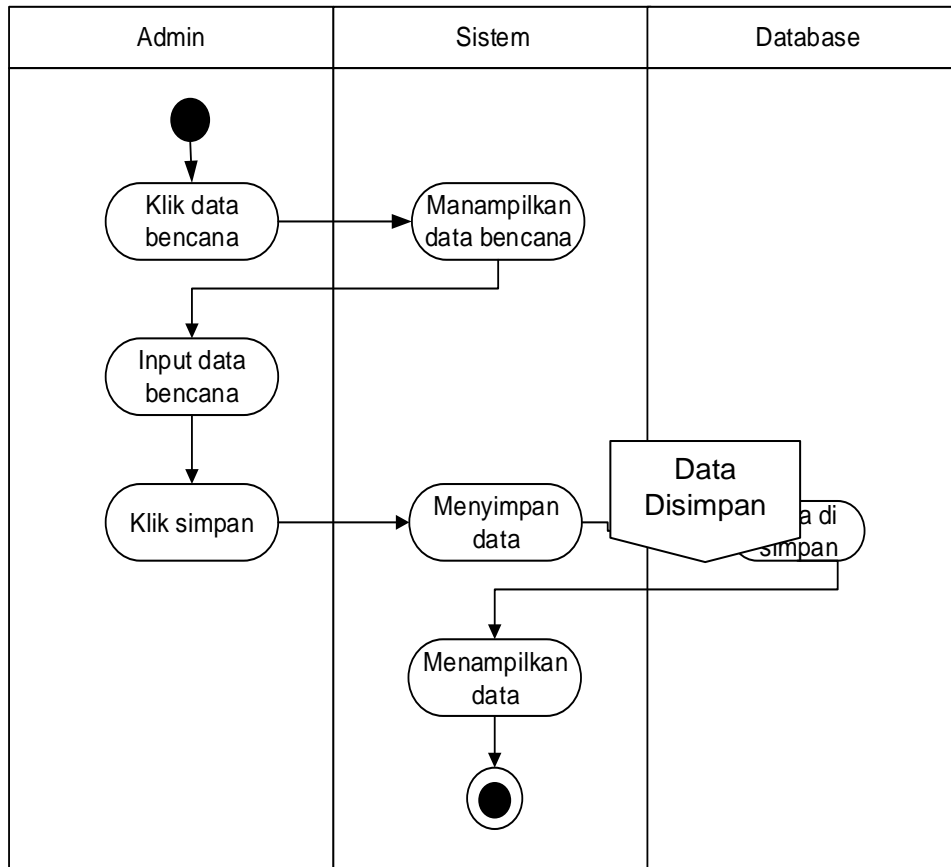 Admin
Sistem
Database
Klik data
bencana
Manampilkan
data bencana
Input data
bencana
Klik simpan
Menyimpan
data
Data
Disimpan
di
simpan
Menampilkan
data